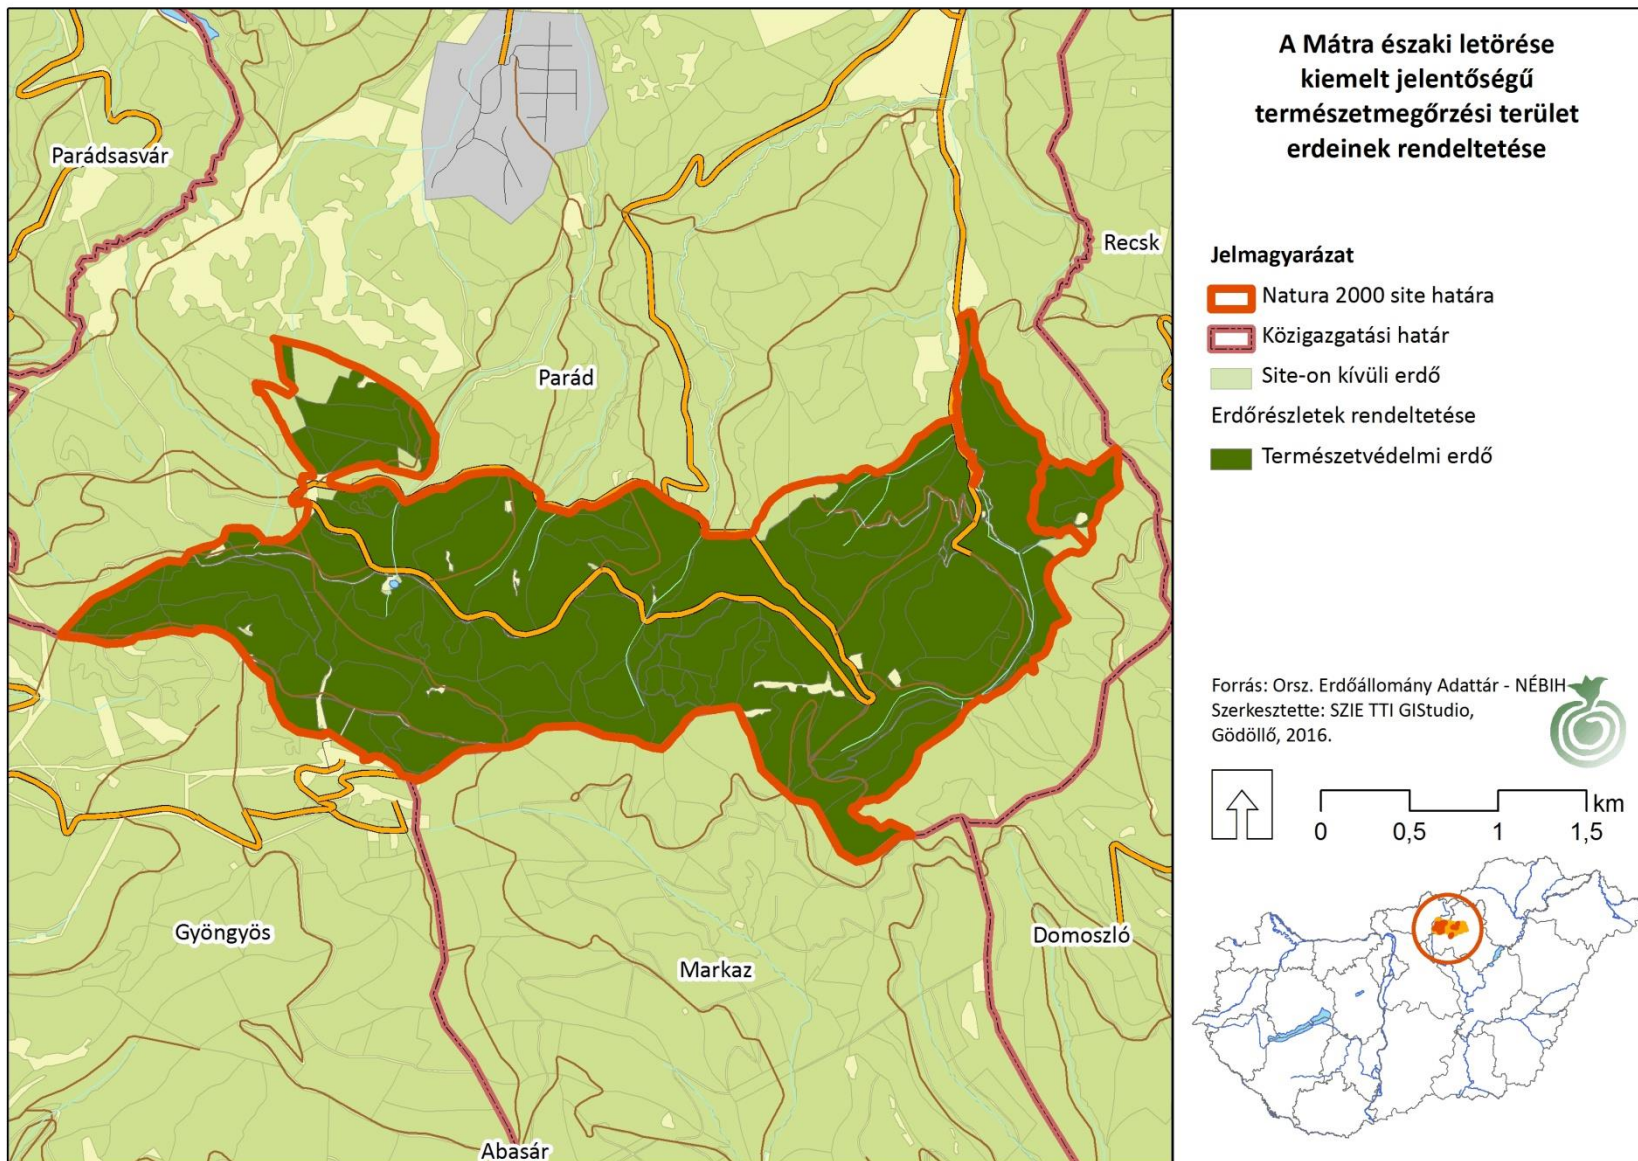 A Mátra északi letörése
kiemelt jelentőségű
természetmegőrzési terület
erdeinek rendeltetése
Jelmagyarázat
Natura 2000 site határa
Közigazgatási határ
Site-on kívüli erdő
Erdőrészletek rendeltetése
Természetvédelmi erdő
Forrás: Orsz. Erdőállomány Adattár - NÉBIH
Szerkesztette: SZIE TTI GIStudio,
Gödöllő, 2016.
km
0 0,5 1 1,5
Parádsasvár
Recsk
Parád
Gyöngyös
Markaz
Domoszló
Abasár